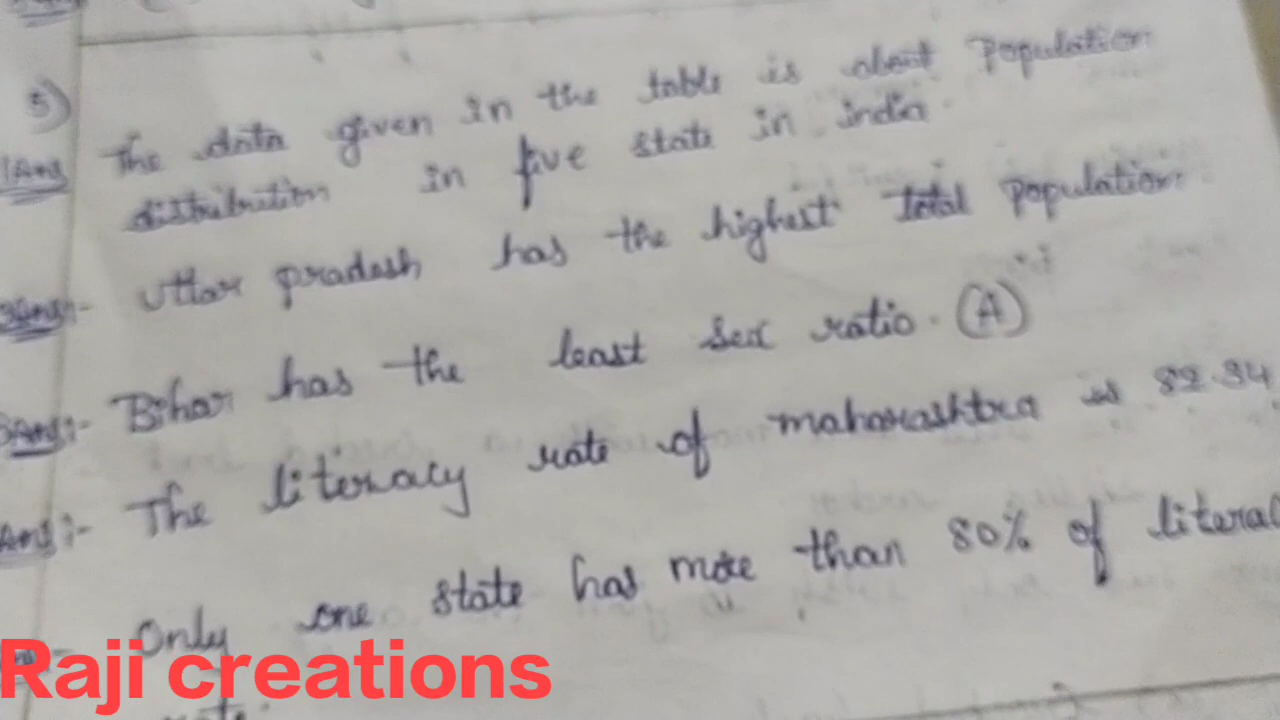 5)
1Ans The data given in the table is about Population
distribution in five state in india.
Ans:- Uttar pradesh has the highest total Population.
Ans:- Bihar has the least sex ratio. (A)
Ans:- The literacy rate of maharashtra is 82.34
Only one state has more than 80% of
Raji creations